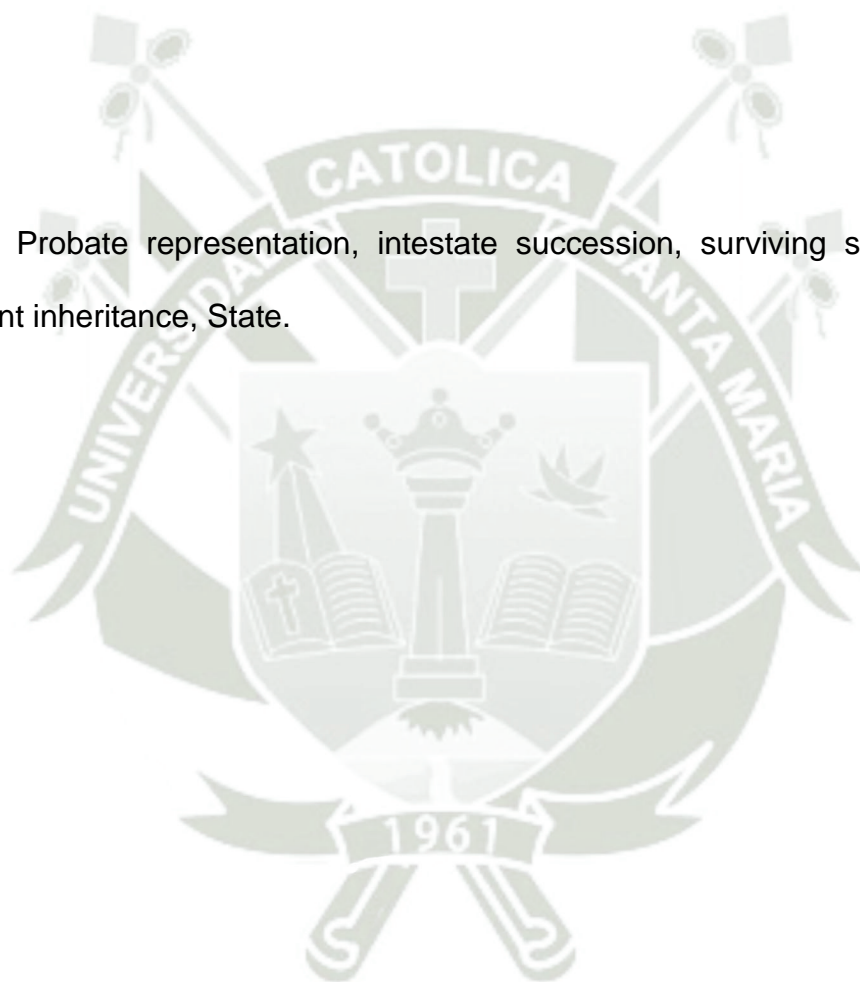 UNIVERSIDAD CATOLICA SANTA MARIA
Probate representation, intestate succession, surviving s
nt inheritance, State.
1961